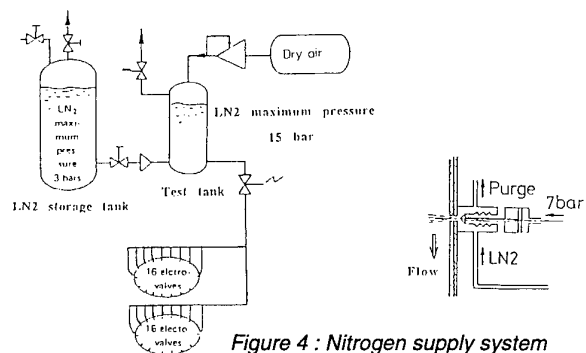 Dry air
LN2 maximum pressure
15 bar
LN2
maxi-
mum
pres
sure
3 bars
LN2 storage tank
Test tank
16 electro-
valves
16 electro
valves
Purge
7bar
LN2
Flow
Figure 4 : Nitrogen supply system